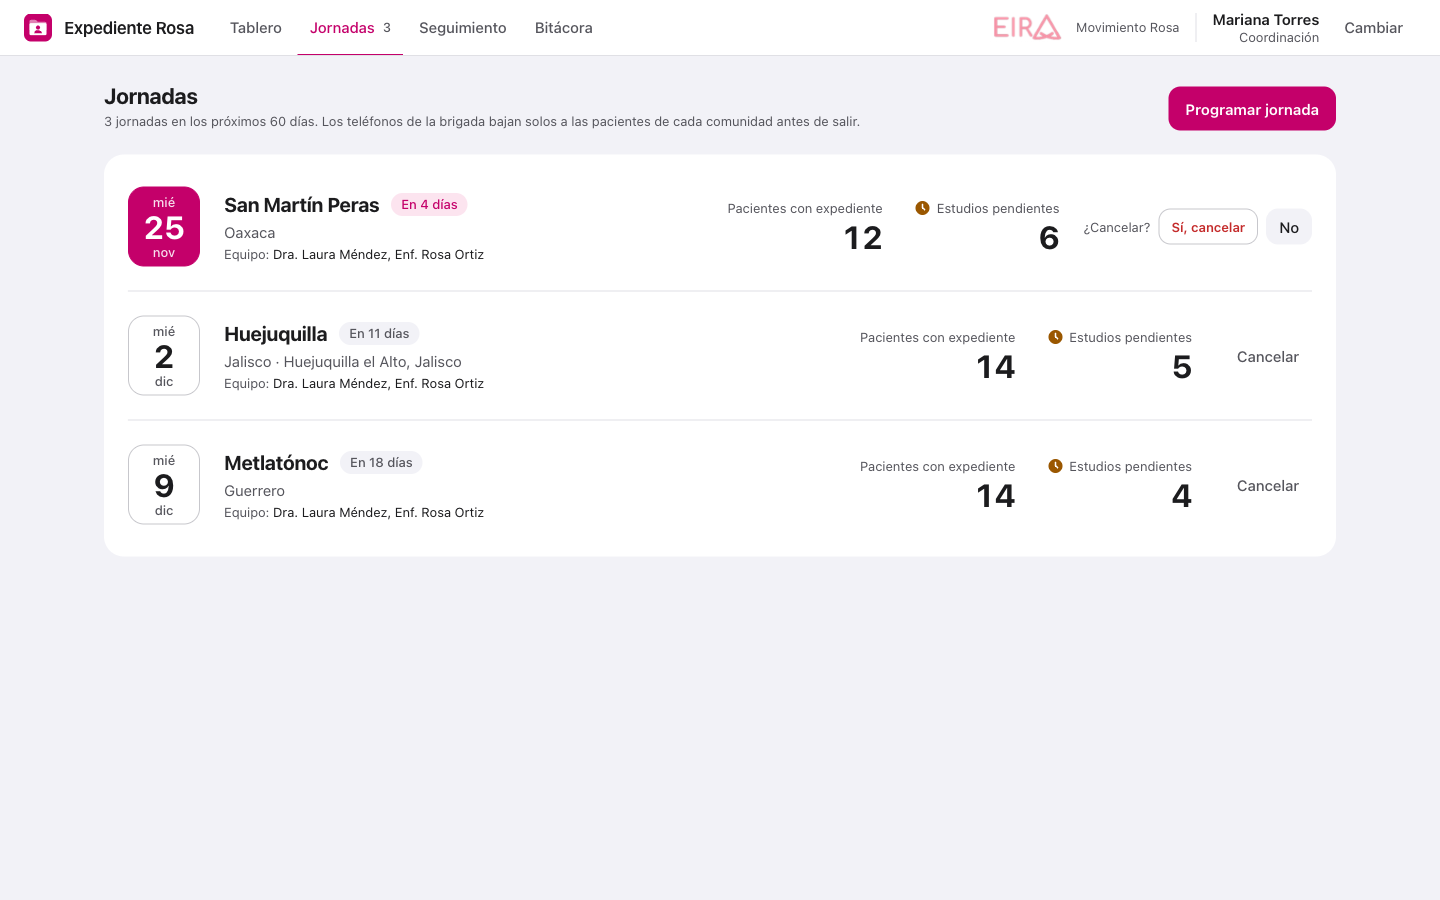 Expediente Rosa
Tablero
Jornadas 3
Seguimiento
Bitácora
EIRA
Movimiento Rosa
Mariana Torres
Coordinación
Cambiar
Jornadas
3 jornadas en los próximos 60 días. Los teléfonos de la brigada bajan solos a las pacientes de cada comunidad antes de salir.
Programar jornada
mié
25
nov
San Martín Peras
En 4 días
Oaxaca
Equipo: Dra. Laura Méndez, Enf. Rosa Ortiz
Pacientes con expediente
12
Estudios pendientes
6
¿Cancelar?
Sí, cancelar
No
mié
2
dic
Huejuquilla
En 11 días
Jalisco · Huejuquilla el Alto, Jalisco
Equipo: Dra. Laura Méndez, Enf. Rosa Ortiz
Pacientes con expediente
14
Estudios pendientes
5
Cancelar
mié
9
dic
Metlatónoc
En 18 días
Guerrero
Equipo: Dra. Laura Méndez, Enf. Rosa Ortiz
Pacientes con expediente
14
Estudios pendientes
4
Cancelar